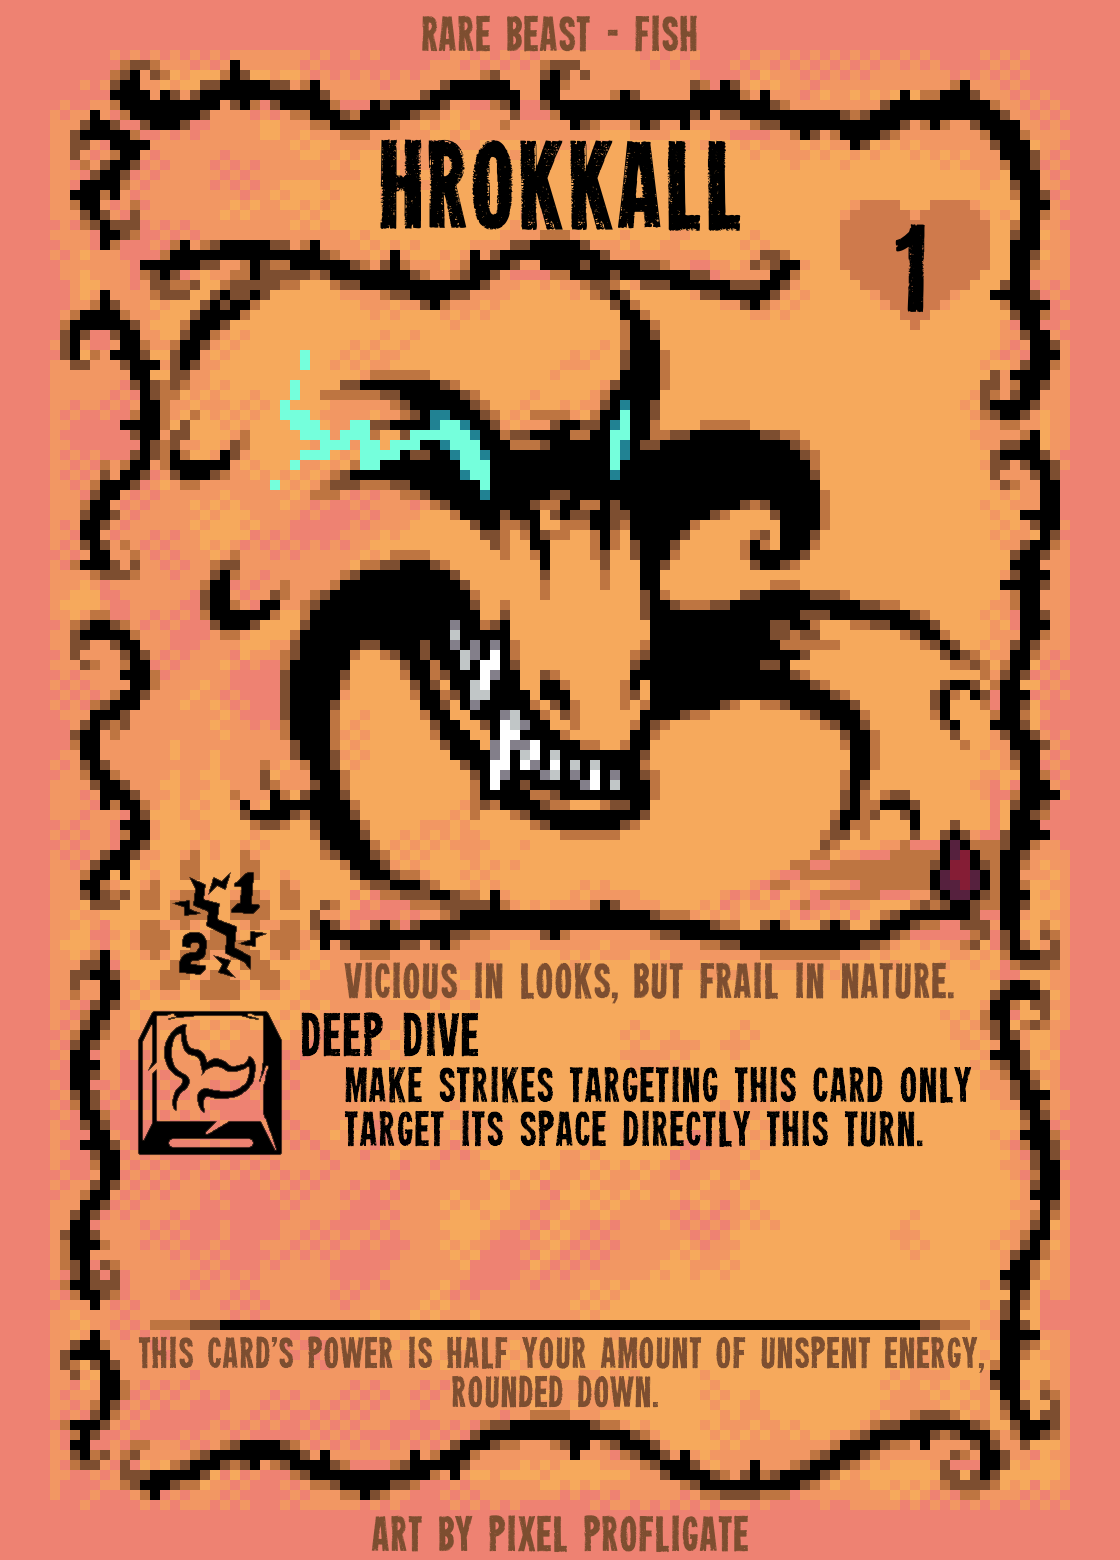 RARE BEAST - FISH
HROKKALL
1
1
2
VICIOUS IN LOOKS, BUT FRAIL IN NATURE.
DEEP DIVE
MAKE STRIKES TARGETING THIS CARD ONLY
TARGET ITS SPACE DIRECTLY THIS TURN.
THIS CARD'S POWER IS HALF YOUR AMOUNT OF UNSPENT ENERGY,
ROUNDED DOWN.
ART BY PIXEL PROFLIGATE